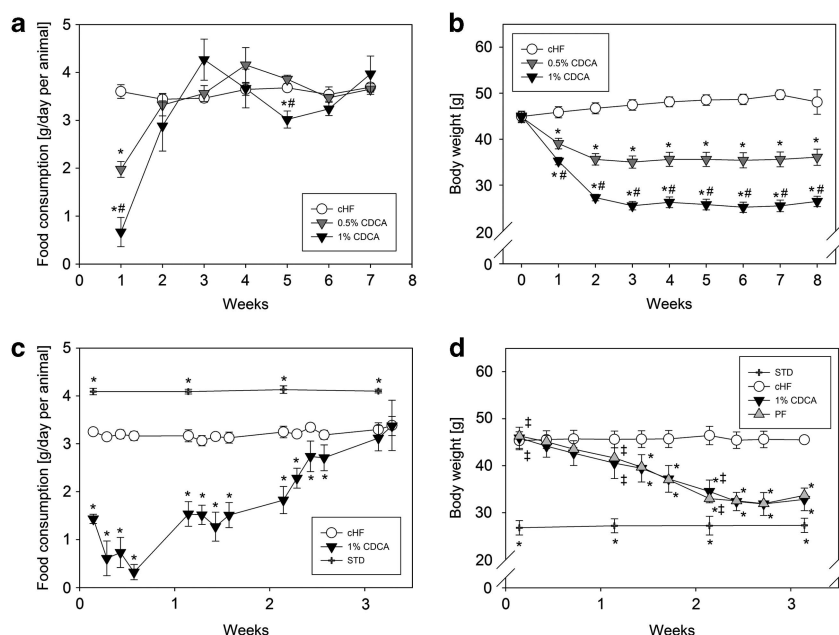 a
Food consumption [g/day per animal]
5
4
3
2
1
0
*#
*
*#
cHF
0.5% CDCA
1% CDCA
0 1 2 3 4 5 6 7 8
Weeks
b
Body weight [g]
60
50
40
30
20
0
cHF
0.5% CDCA
1% CDCA
* * * * * * * *
*# *# *# *# *# *# *# *#
0 1 2 3 4 5 6 7 8
Weeks
c
Food consumption [g/day per animal]
5
4
3
2
1
0
* * * *
* * * * * * * * * * * *
cHF
1% CDCA
STD
0 1 2 3
Weeks
d
Body weight [g]
60
50
40
30
20
0
STD
cHF
1% CDCA
PF
‡ ‡ * * *‡ * * *
‡ ‡ * * *‡ * * *
* * * *
0 1 2 3
Weeks